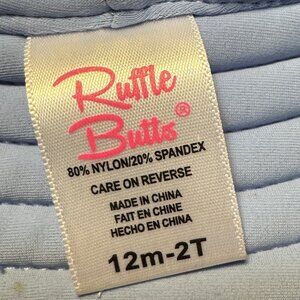 Ruffle
Butts®
80% NYLON/20% SPANDEX
CARE ON REVERSE
MADE IN CHINA
FAIT EN CHINE
HECHO EN CHINA
12m-2T